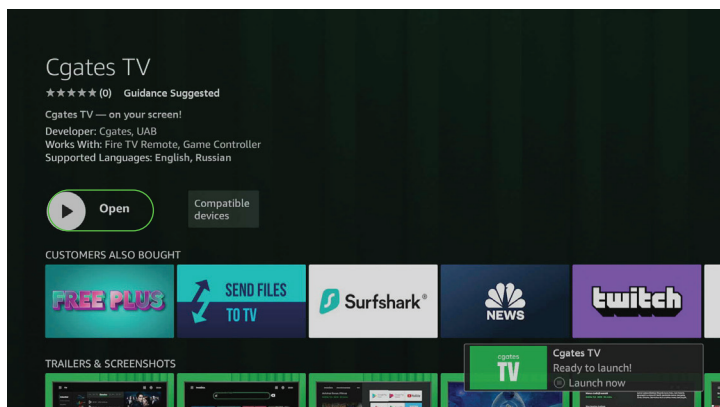 Cgates TV
★★★★★ (0) Guidance Suggested
Cgates TV — on your screen!
Developer: Cgates, UAB
Works With: Fire TV Remote, Game Controller
Supported Languages: English, Russian
Open
Compatible
devices
CUSTOMERS ALSO BOUGHT
FREE PLUS
SEND FILES
TO TV
Surfshark®
NEWS
twitch
TRAILERS & SCREENSHOTS
cgates
TV
Cgates TV
Ready to launch!
Launch now